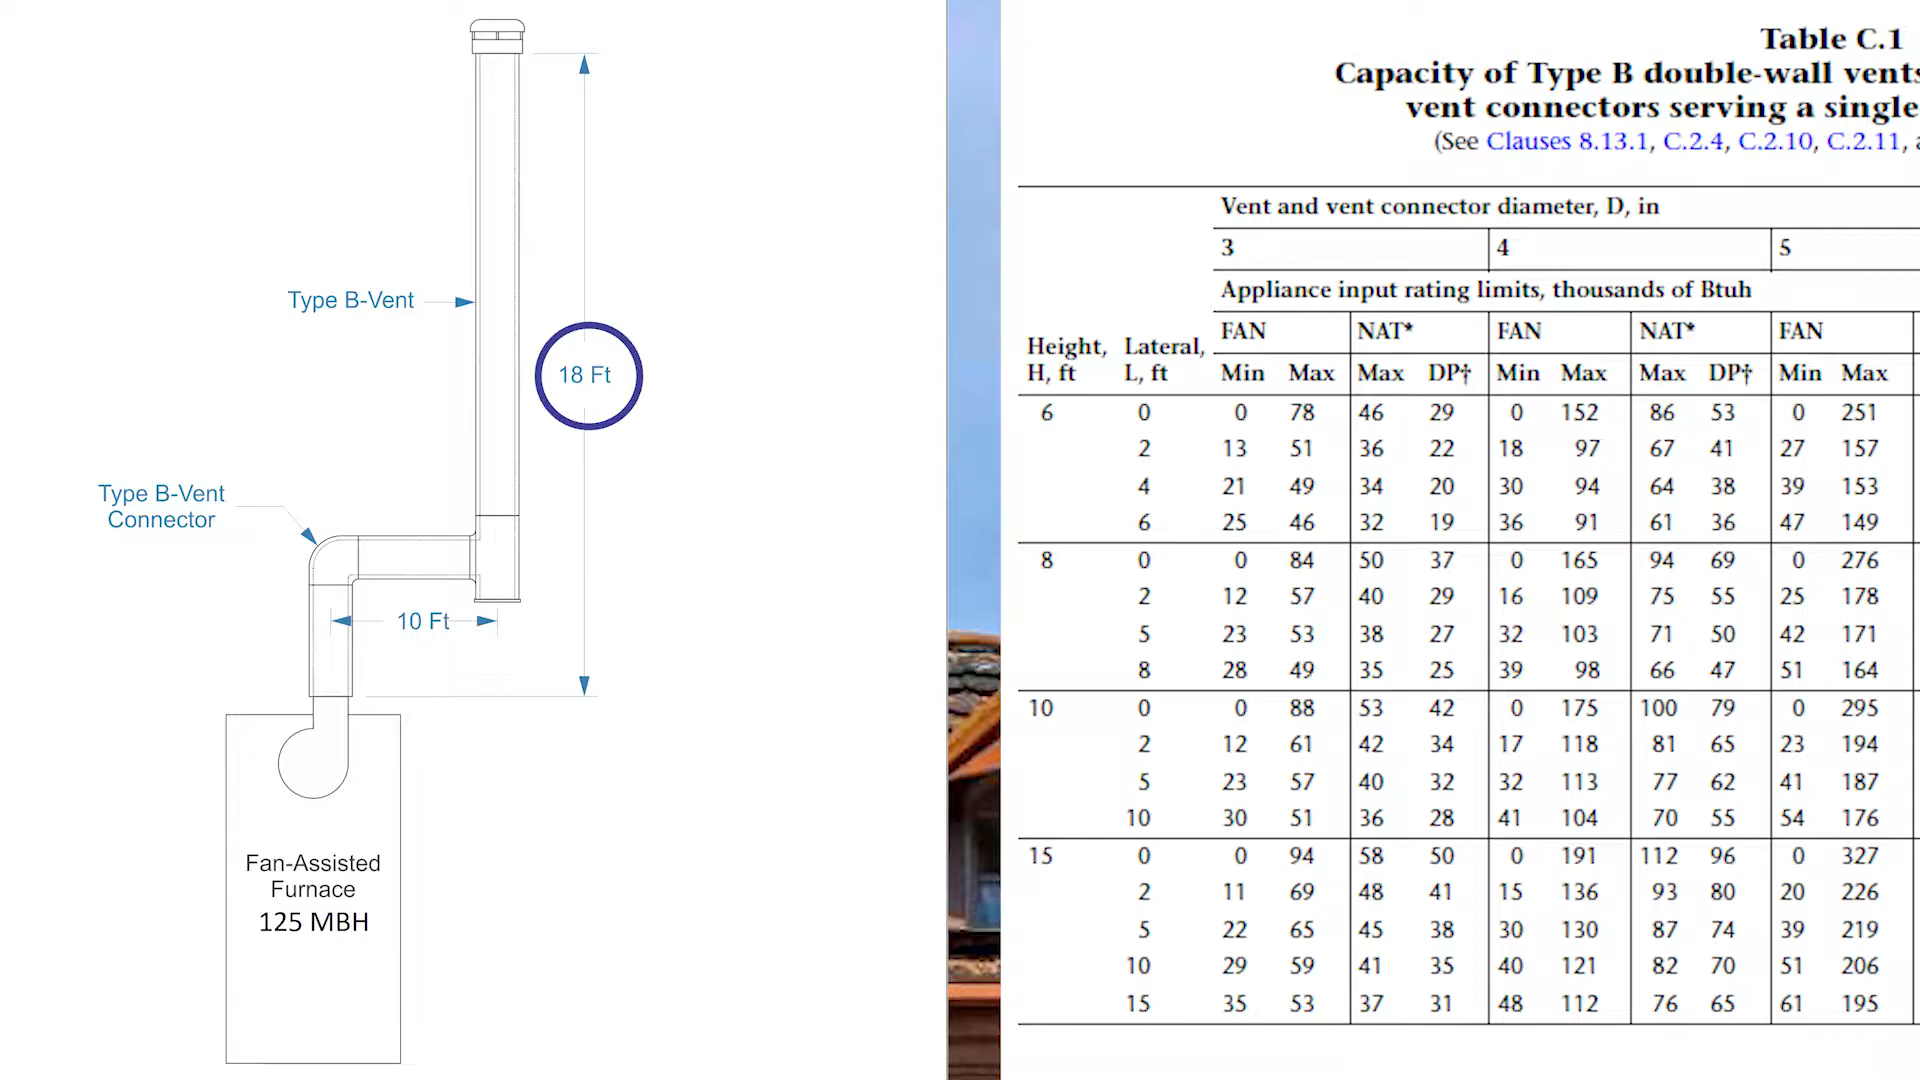 Type B-Vent
18 Ft
Type B-Vent
Connector
10 Ft
Fan-Assisted
Furnace
125 MBH
Table C.1
Capacity of Type B double-wall vents
vent connectors serving a single
(See Clauses 8.13.1, C.2.4, C.2.10, C.2.11, a
Vent and vent connector diameter, D, in
3 4 5
Appliance input rating limits, thousands of Btuh
FAN NAT* FAN NAT* FAN
Height, Lateral,
H, ft L, ft Min Max Max DP† Min Max Max DP† Min Max
6 0 0 78 46 29 0 152 86 53 0 251
2 13 51 36 22 18 97 67 41 27 157
4 21 49 34 20 30 94 64 38 39 153
6 25 46 32 19 36 91 61 36 47 149
8 0 0 84 50 37 0 165 94 69 0 276
2 12 57 40 29 16 109 75 55 25 178
5 23 53 38 27 32 103 71 50 42 171
8 28 49 35 25 39 98 66 47 51 164
10 0 0 88 53 42 0 175 100 79 0 295
2 12 61 42 34 17 118 81 65 23 194
5 23 57 40 32 32 113 77 62 41 187
10 30 51 36 28 41 104 70 55 54 176
15 0 0 94 58 50 0 191 112 96 0 327
2 11 69 48 41 15 136 93 80 20 226
5 22 65 45 38 30 130 87 74 39 219
10 29 59 41 35 40 121 82 70 51 206
15 35 53 37 31 48 112 76 65 61 195